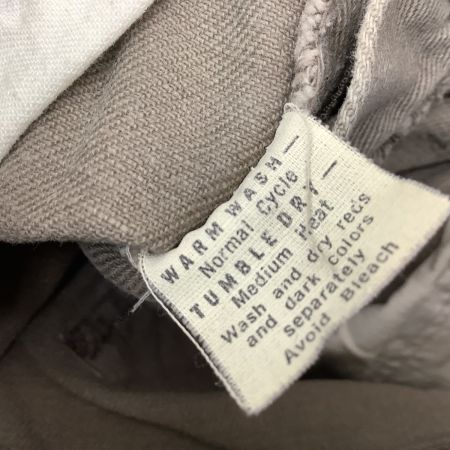 WARM WASH —
Normal Cycle
TUMBLE DRY —
Medium Heat
Wash and dry reds
and dark colors
separately
Avoid Bleach